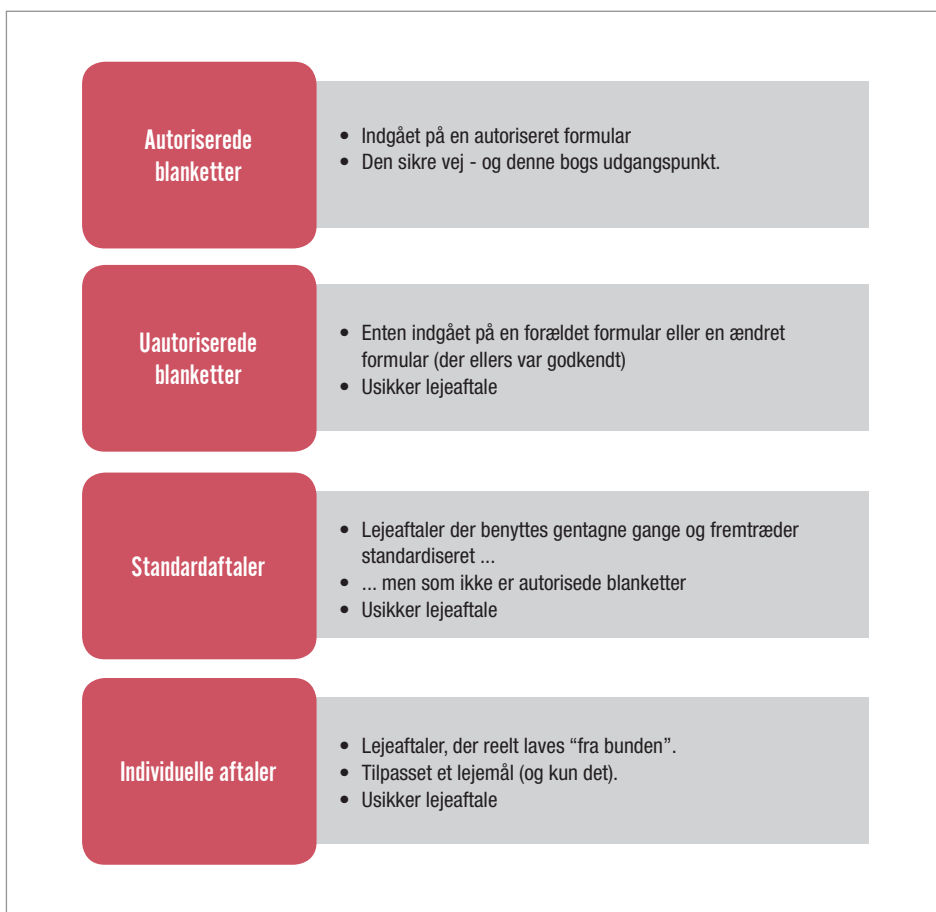 Autoriserede
blanketter
• Indgået på en autoriseret formular
• Den sikre vej - og denne bogs udgangspunkt.
Uautoriserede
blanketter
• Enten indgået på en forældet formular eller en ændret
formular (der ellers var godkendt)
• Usikker lejeaftale
Standardaftaler
• Lejeaftaler der benyttes gentagne gange og fremtræder
standardiseret ...
• ... men som ikke er autorisede blanketter
• Usikker lejeaftale
Individuelle aftaler
• Lejeaftaler, der reelt laves “fra bunden”.
• Tilpasset et lejemål (og kun det).
• Usikker lejeaftale